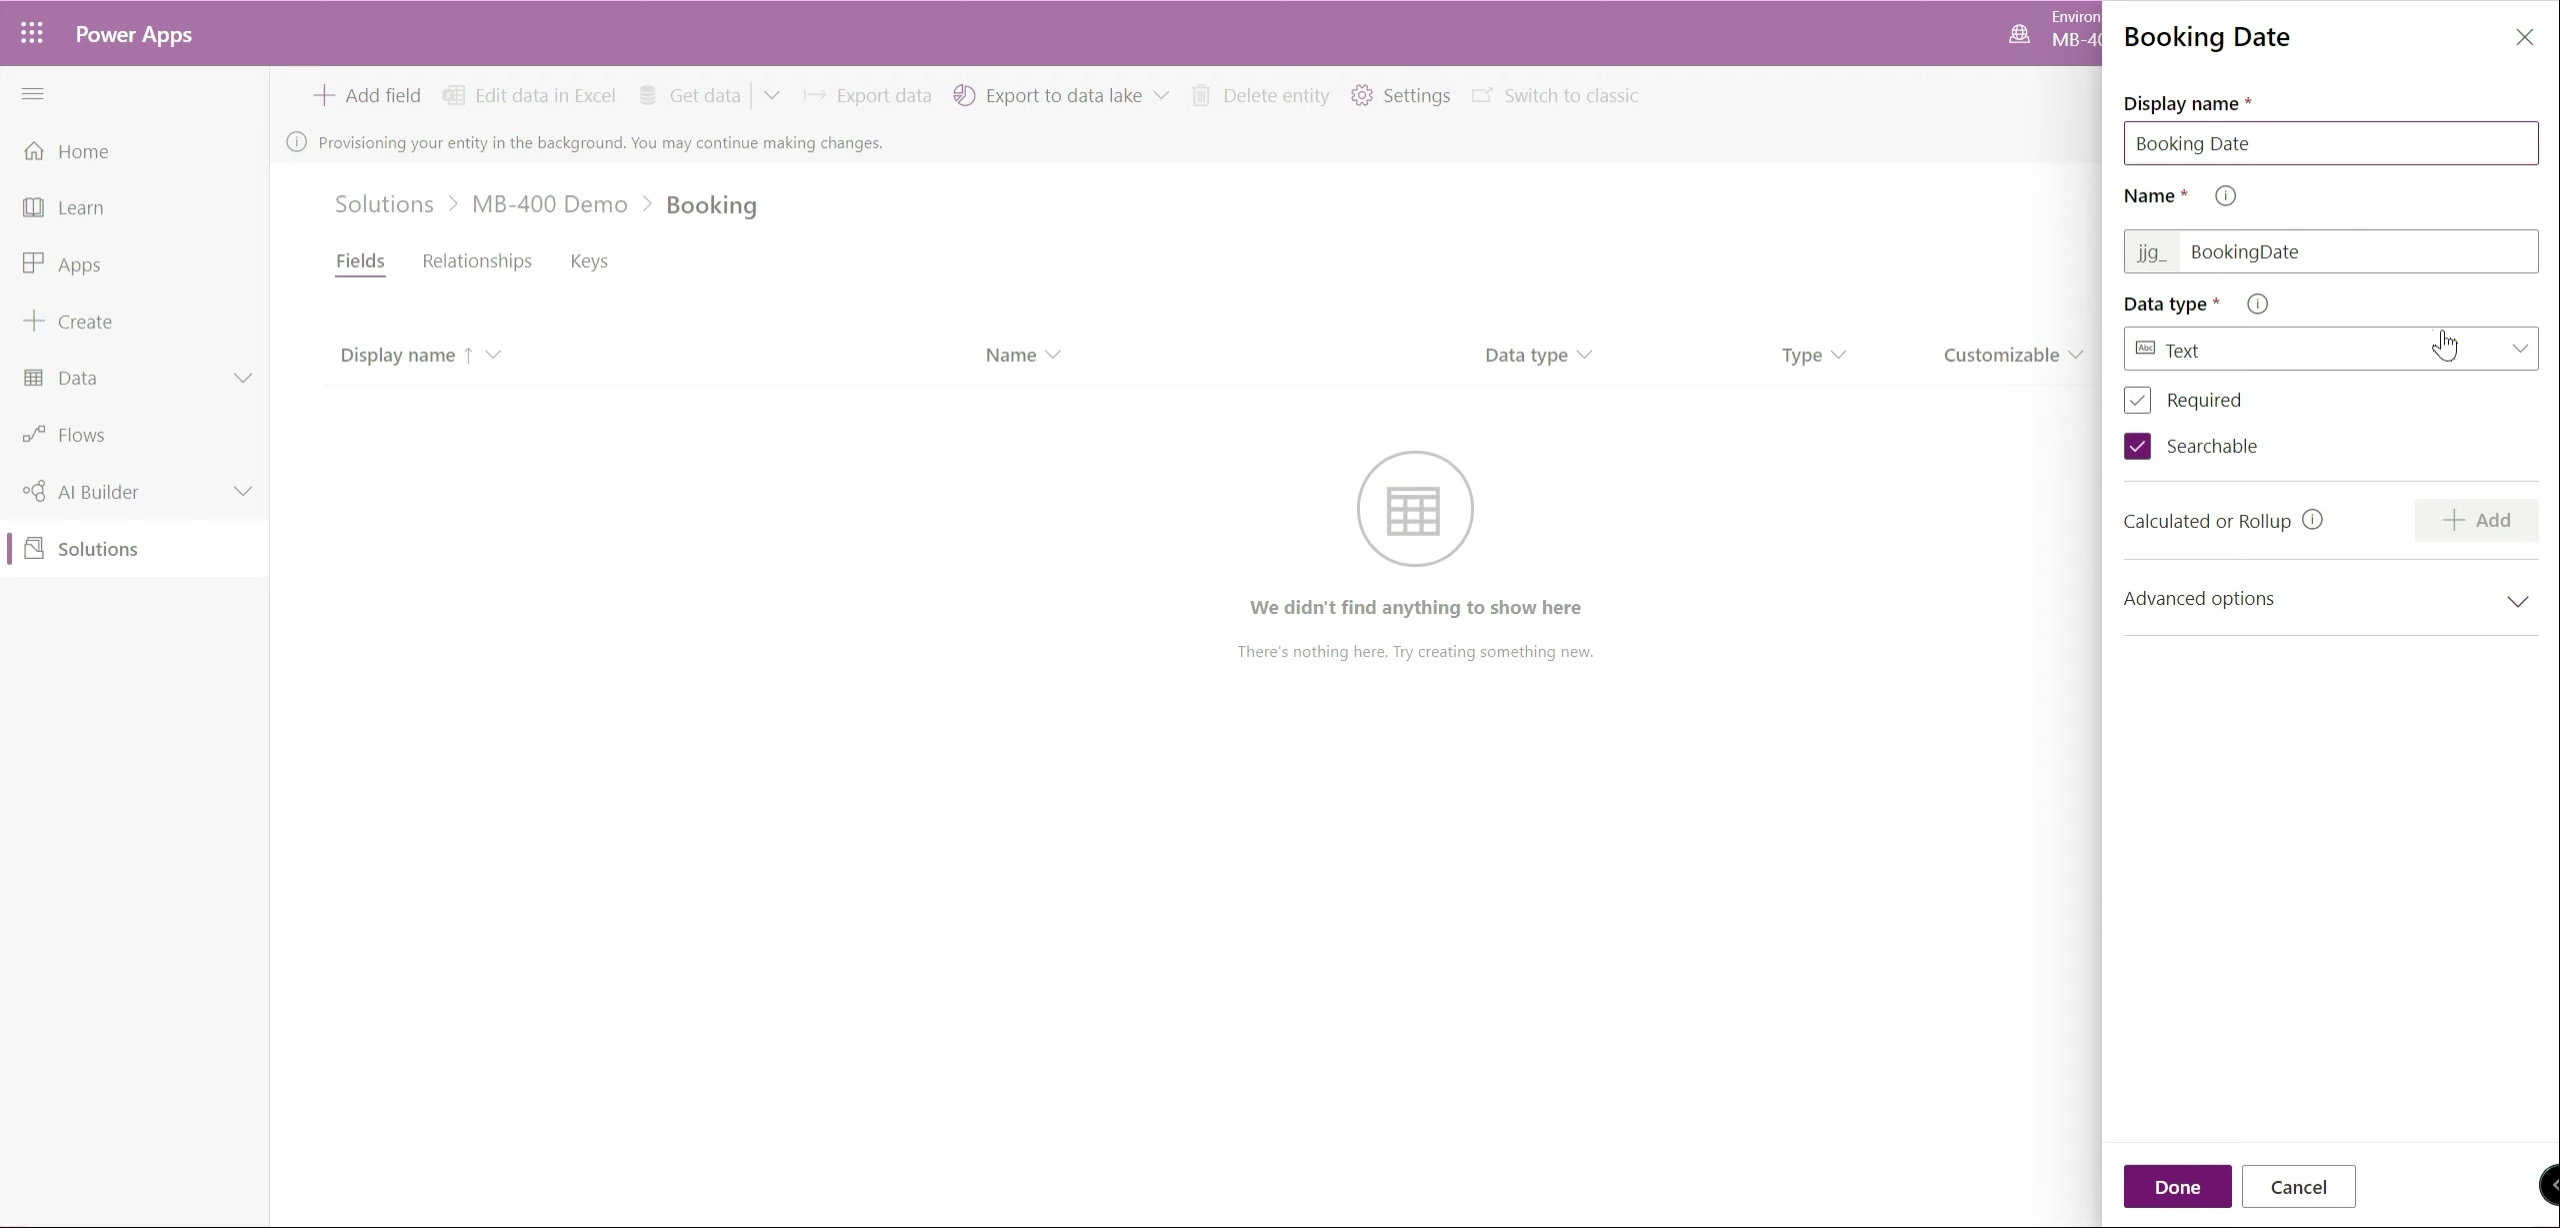 Power Apps
Environ
MB-40
Home
Learn
Apps
Create
Data
Flows
AI Builder
Solutions
Add field
Edit data in Excel
Get data
Export data
Export to data lake
Delete entity
Settings
Switch to classic
Provisioning your entity in the background. You may continue making changes.
Solutions > MB-400 Demo > Booking
Fields Relationships Keys
Display name ↑ Name Data type Type Customizable
We didn't find anything to show here
There's nothing here. Try creating something new.
Booking Date
Display name *
Booking Date
Name *
jjg_ BookingDate
Data type *
Abc Text
Required
Searchable
Calculated or Rollup
Add
Advanced options
Done Cancel